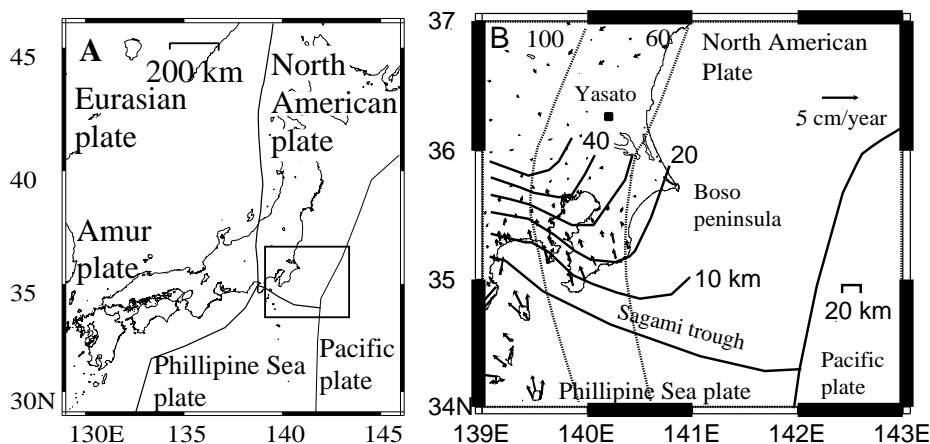 A
200 km
North
American
plate
Eurasian
plate
Amur
plate
Phillipine Sea
plate
Pacific
plate
45
40
35
30N
130E
135
140
145
B
100
60
North American
Plate
Yasato
5 cm/year
40
20
Boso
peninsula
10 km
20 km
Sagami trough
Phillipine Sea plate
Pacific
plate
37
36
35
34N
139E
140E
141E
142E
143E